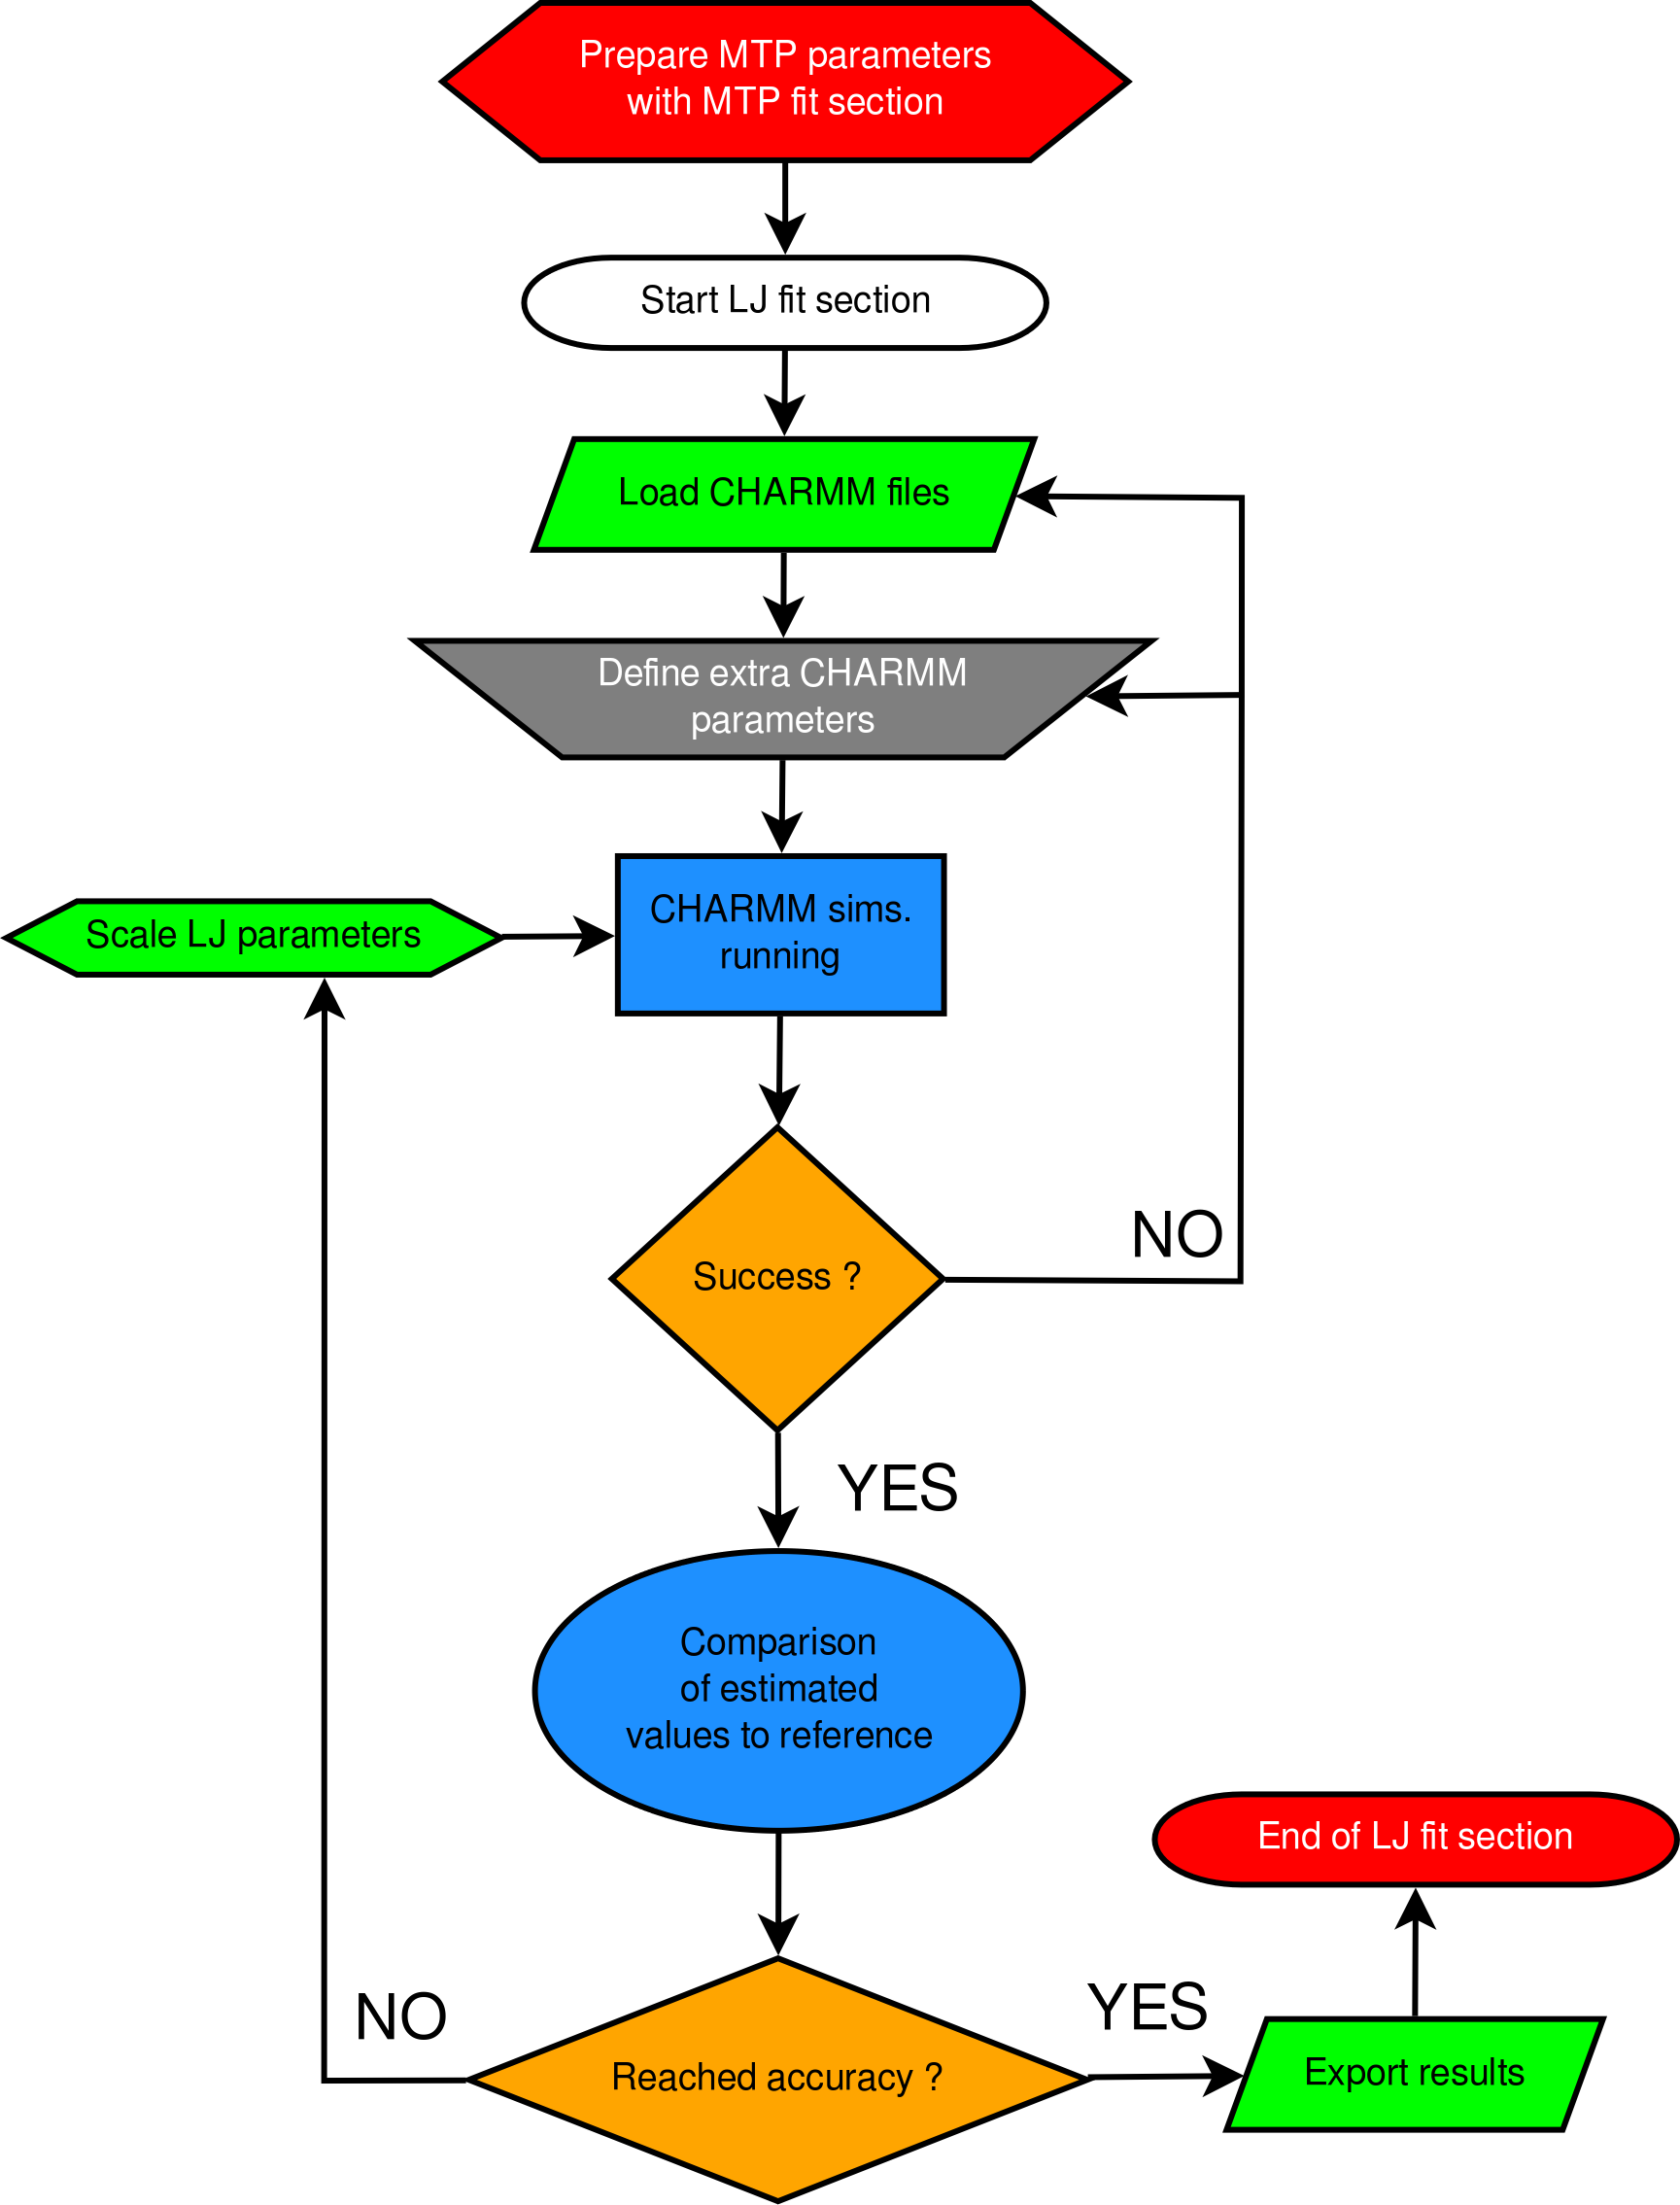 Prepare MTP parameters
with MTP fit section
Start LJ fit section
Load CHARMM files
Define extra CHARMM
parameters
Scale LJ parameters
CHARMM sims.
running
Success ?
NO
YES
Comparison
of estimated
values to reference
End of LJ fit section
NO
Reached accuracy ?
YES
Export results